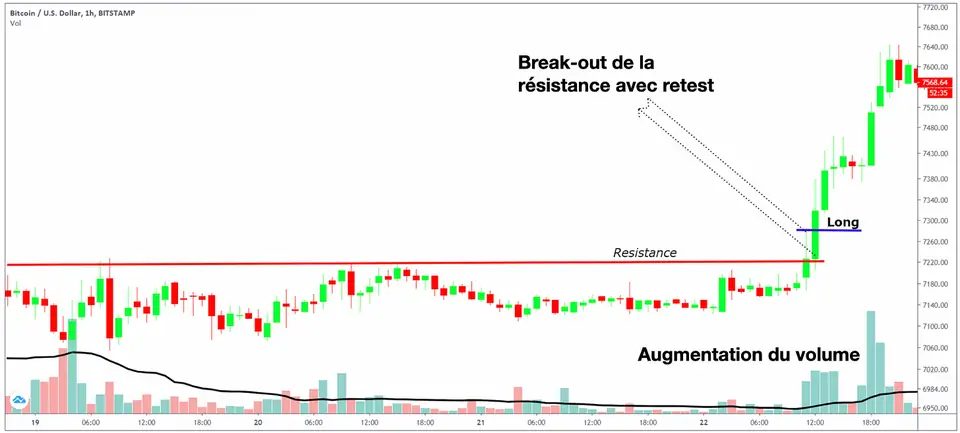 Bitcoin / U.S. Dollar, 1h, BITSTAMP
Vol
Break-out de la
résistance avec retest
Long
Resistance
Augmentation du volume
7720.00
7680.00
7640.00
7600.00
7568.64
52:35
7520.00
7480.00
7430.00
7380.00
7340.00
7300.00
7260.00
7220.00
7180.00
7140.00
7100.00
7060.00
7020.00
6984.00
6950.00
19 06:00 12:00 18:00 20 06:00 12:00 18:00 21 06:00 12:00 18:00 22 06:00 12:00 18:00